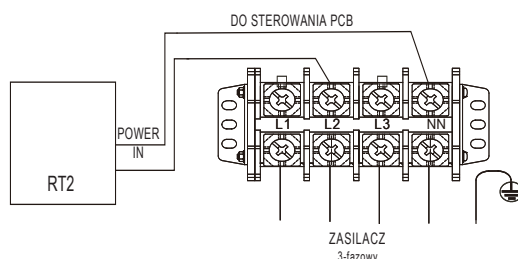 DO STEROWANIA PCB
L1 L2 L3 NN
POWER
IN
RT2
ZASILACZ
3-fazowy